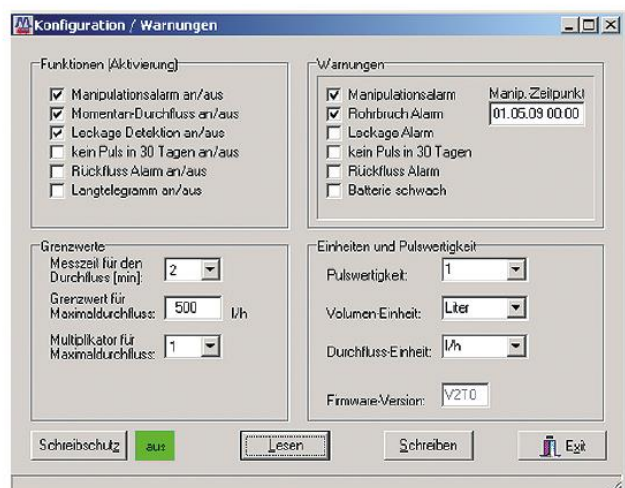 Konfiguration / Warnungen
Funktionen (Aktivierung)
Manipulationsalarm an/aus
Momentan-Durchfluss an/aus
Leckage Detektion an/aus
kein Puls in 30 Tagen an/aus
Rückfluss Alarm an/aus
Langtelegramm an/aus
Warnungen
Manipulationsalarm
Rohrbruch Alarm
Leckage Alarm
kein Puls in 30 Tagen
Rückfluss Alarm
Batterie schwach
Manip. Zeitpunkt
01.05.09 00:00
Grenzwerte
Messzeit für den
Durchfluss [min]: 2
Grenzwert für
Maximaldurchfluss: 500 l/h
Multiplikator für
Maximaldurchfluss: 1
Einheiten und Pulswertigkeit
Pulswertigkeit: 1
Volumen-Einheit: Liter
Durchfluss-Einheit: l/h
Firmware-Version: V2T0
Schreibschutz aus Lesen Schreiben Exit